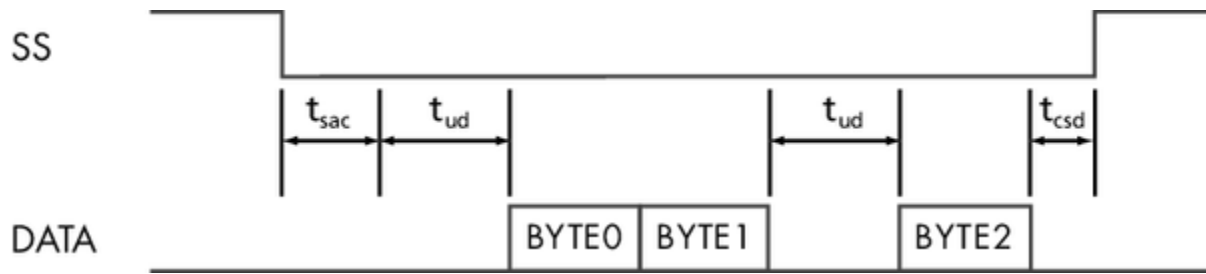 SS
tsac tud tud tcsd
DATA BYTE0 BYTE1 BYTE2